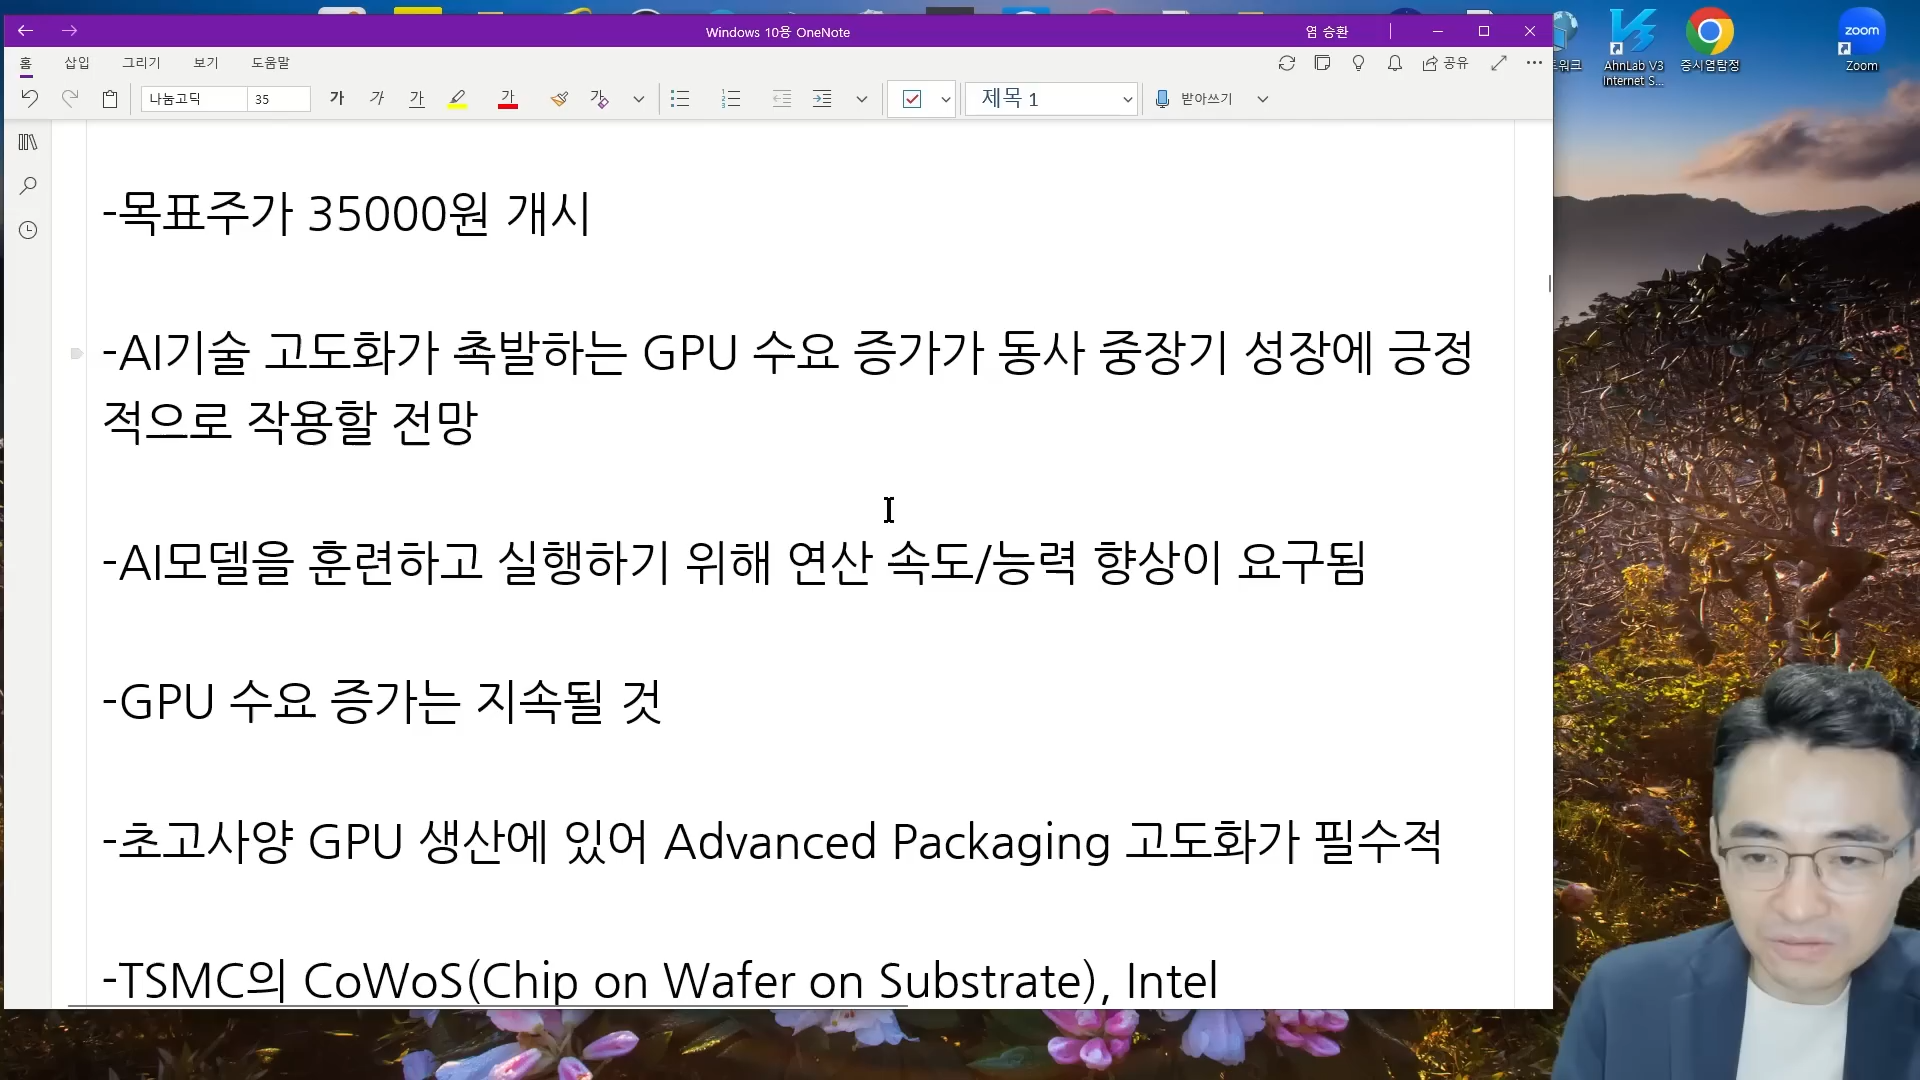 Windows 10용 OneNote
염 승환
홈 삽입 그리기 보기 도움말
공유
나눔고딕 35 가 가 가 가 가 제목 1 받아쓰기
-목표주가 35000원 개시
-AI기술 고도화가 촉발하는 GPU 수요 증가가 동사 중장기 성장에 긍정
적으로 작용할 전망
-AI모델을 훈련하고 실행하기 위해 연산 속도/능력 향상이 요구됨
-GPU 수요 증가는 지속될 것
-초고사양 GPU 생산에 있어 Advanced Packaging 고도화가 필수적
-TSMC의 CoWoS(Chip on Wafer on Substrate), Intel
AhnLab V3
Internet S...
증시염탐정
zoom
Zoom